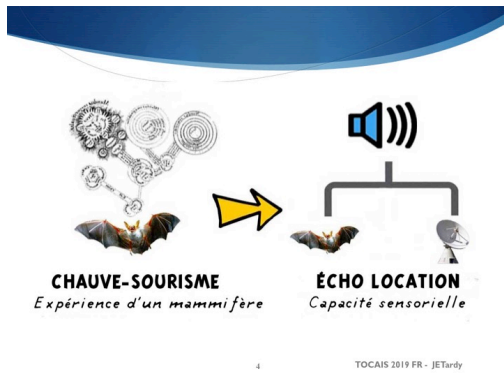 CHAUVE-SOURISME
Expérience d'un mammifère
ÉCHO LOCATION
Capacité sensorielle
4
TOCAIS 2019 FR - JETardy